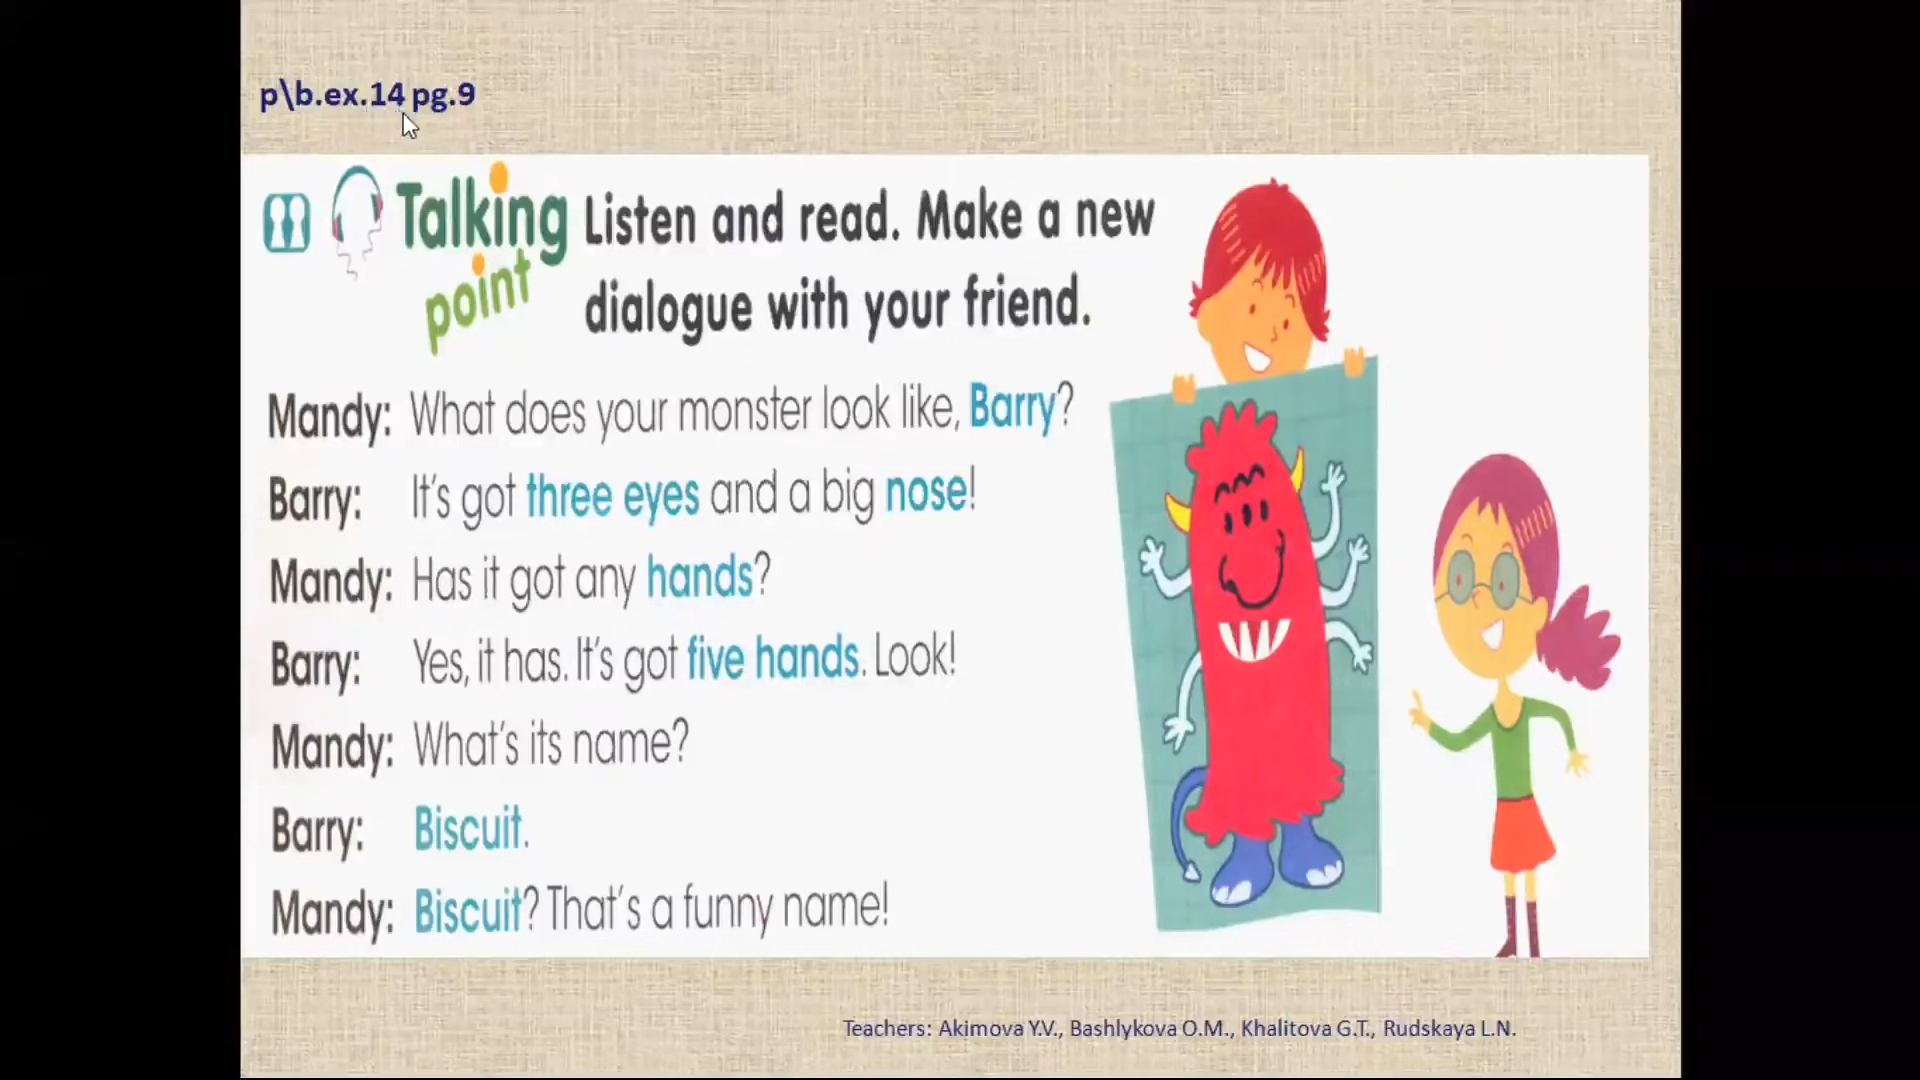 p\b.ex.14 pg.9
Talking point Listen and read. Make a new
dialogue with your friend.
Mandy: What does your monster look like, Barry?
Barry: It's got three eyes and a big nose!
Mandy: Has it got any hands?
Barry: Yes, it has. It's got five hands. Look!
Mandy: What's its name?
Barry: Biscuit.
Mandy: Biscuit? That's a funny name!
Teachers: Akimova Y.V., Bashlykova O.M., Khalitova G.T., Rudskaya L.N.